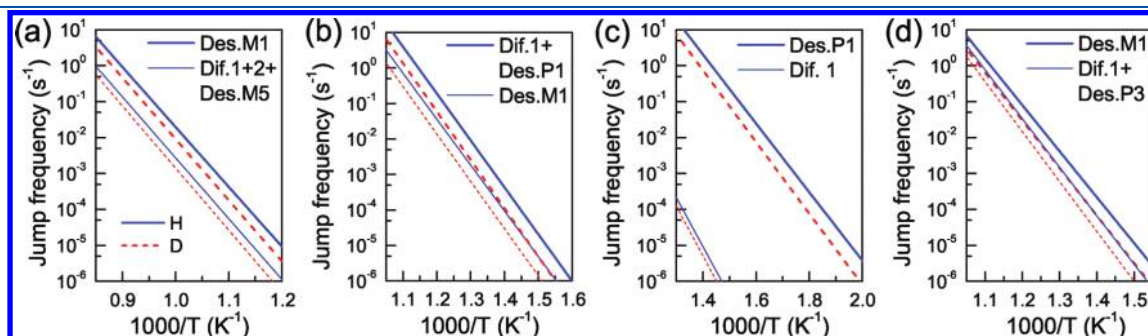 (a)
Jump frequency (s⁻¹)
10¹
10⁰
10⁻¹
10⁻²
10⁻³
10⁻⁴
10⁻⁵
10⁻⁶
Des.M1
Dif.1+2+
Des.M5
H
D
0.9 1.0 1.1 1.2
1000/T (K⁻¹)
(b)
Jump frequency (s⁻¹)
10¹
10⁰
10⁻¹
10⁻²
10⁻³
10⁻⁴
10⁻⁵
10⁻⁶
Dif.1+
Des.P1
Des.M1
1.1 1.2 1.3 1.4 1.5 1.6
1000/T (K⁻¹)
(c)
Jump frequency (s⁻¹)
10¹
10⁰
10⁻¹
10⁻²
10⁻³
10⁻⁴
10⁻⁵
10⁻⁶
Des.P1
Dif. 1
1.4 1.6 1.8 2.0
1000/T (K⁻¹)
(d)
Jump frequency (s⁻¹)
10¹
10⁰
10⁻¹
10⁻²
10⁻³
10⁻⁴
10⁻⁵
10⁻⁶
Des.M1
Dif.1+
Des.P3
1.1 1.2 1.3 1.4 1.5
1000/T (K⁻¹)